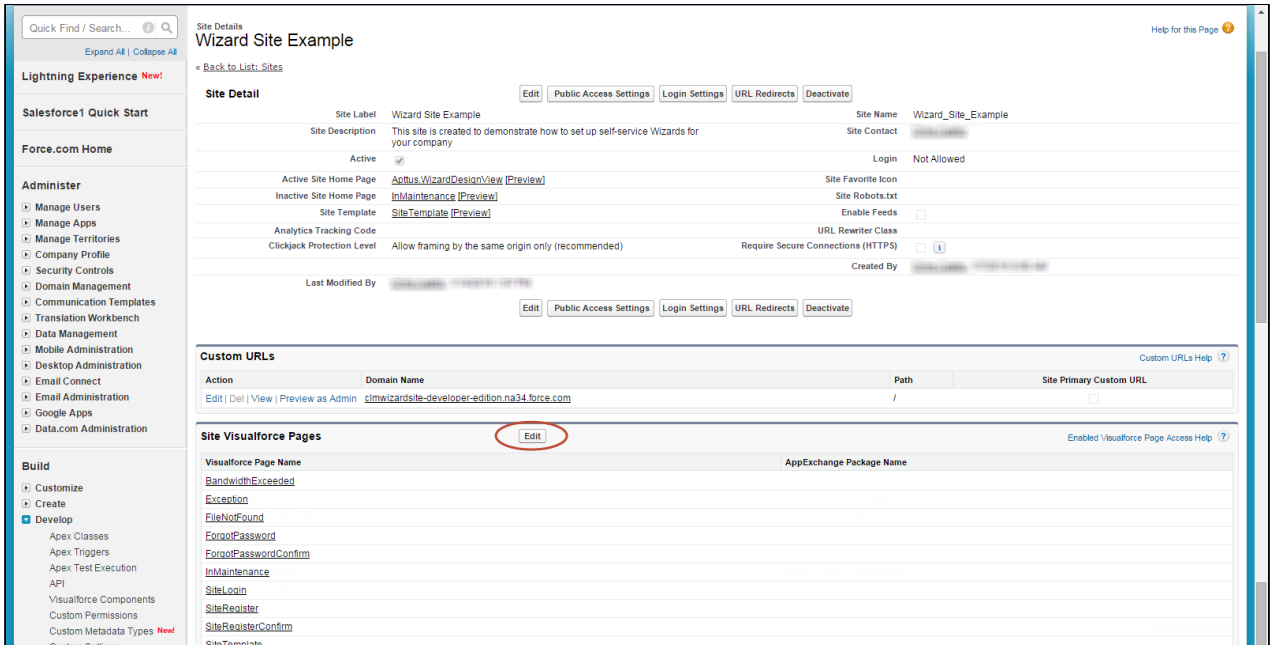 Quick Find / Search...
Expand All | Collapse All
Lightning Experience New!
Salesforce1 Quick Start
Force.com Home
Administer
Manage Users
Manage Apps
Manage Territories
Company Profile
Security Controls
Domain Management
Communication Templates
Translation Workbench
Data Management
Mobile Administration
Desktop Administration
Email Connect
Email Administration
Google Apps
Data.com Administration
Build
Customize
Create
Develop
Apex Classes
Apex Triggers
Apex Test Execution
API
Visualforce Components
Custom Permissions
Custom Metadata Types New!
Site Details
Wizard Site Example
Help for this Page
« Back to List: Sites
Site Detail Edit Public Access Settings Login Settings URL Redirects Deactivate
Site Label Wizard Site Example Site Name Wizard_Site_Example
Site Description This site is created to demonstrate how to set up self-service Wizards for Site Contact
your company
Active Login Not Allowed
Active Site Home Page Apttus.WizardDesignView [Preview] Site Favorite Icon
Inactive Site Home Page InMaintenance [Preview] Site Robots.txt
Site Template SiteTemplate [Preview] Enable Feeds
Analytics Tracking Code URL Rewriter Class
Clickjack Protection Level Allow framing by the same origin only (recommended) Require Secure Connections (HTTPS) i
Created By
Last Modified By
Edit Public Access Settings Login Settings URL Redirects Deactivate
Custom URLs Custom URLs Help ?
Action Domain Name Path Site Primary Custom URL
Edit | Del | View | Preview as Admin clmwizardsite-developer-edition.na34.force.com /
Site Visualforce Pages Edit Enabled Visualforce Page Access Help ?
Visualforce Page Name AppExchange Package Name
BandwidthExceeded
Exception
FileNotFound
ForgotPassword
ForgotPasswordConfirm
InMaintenance
SiteLogin
SiteRegister
SiteRegisterConfirm
SiteTemplate